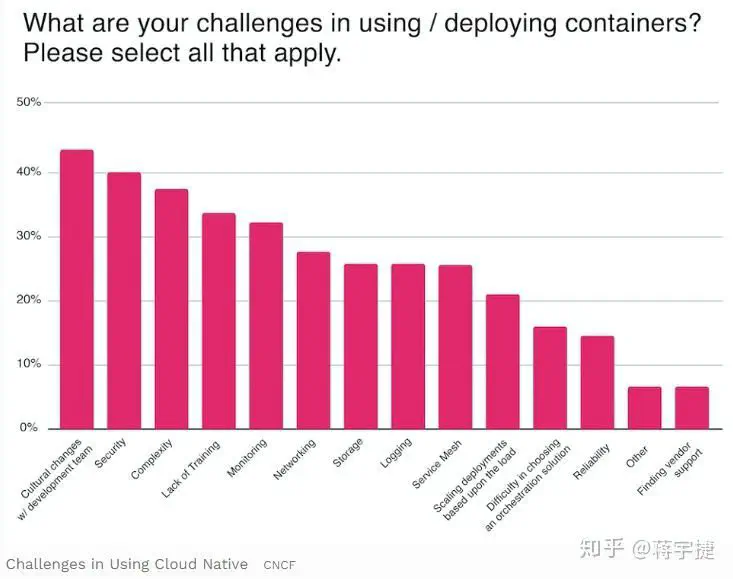 What are your challenges in using / deploying containers?
Please select all that apply.
50%
40%
30%
20%
10%
0%
Cultural changes
w/ development team
Security
Complexity
Lack of Training
Monitoring
Networking
Storage
Logging
Service Mesh
Scaling deployments
based upon the load
Difficulty in choosing
an orchestration solution
Reliability
Other
Finding vendor
support
知乎 @蒋宇捷
Challenges in Using Cloud Native CNCF